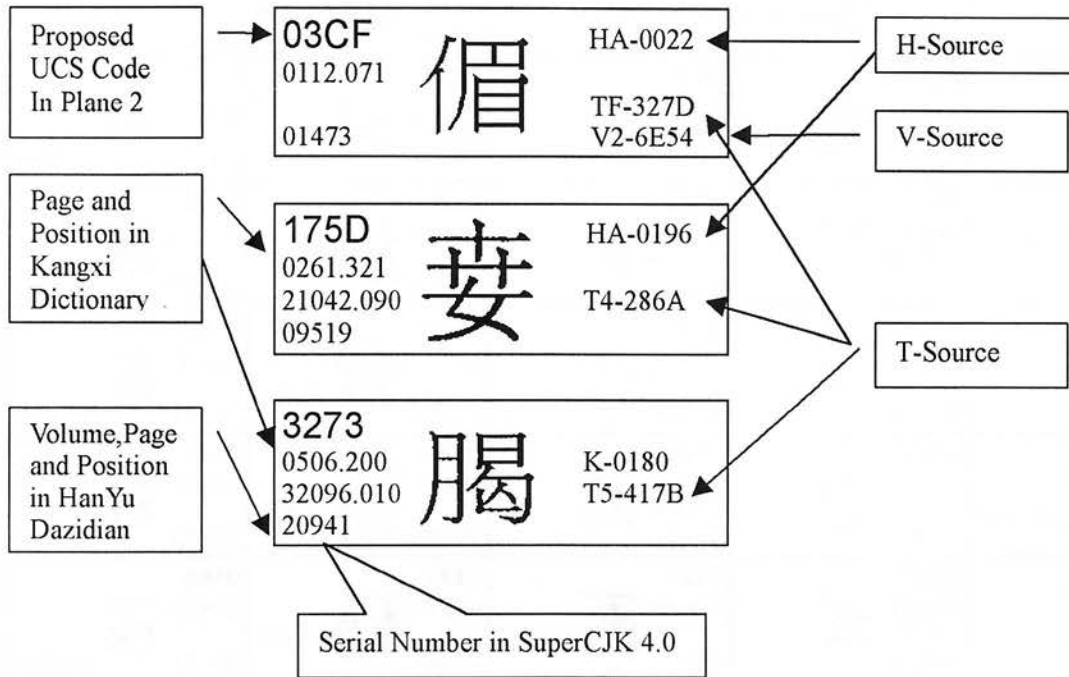 Proposed
UCS Code
In Plane 2
03CF
0112.071
01473
HA-0022
TF-327D
V2-6E54
H-Source
V-Source
Page and
Position in
Kangxi
Dictionary
175D
0261.321
21042.090
09519
HA-0196
T4-286A
T-Source
Volume,Page
and Position
in HanYu
Dazidian
3273
0506.200
32096.010
20941
K-0180
T5-417B
Serial Number in SuperCJK 4.0